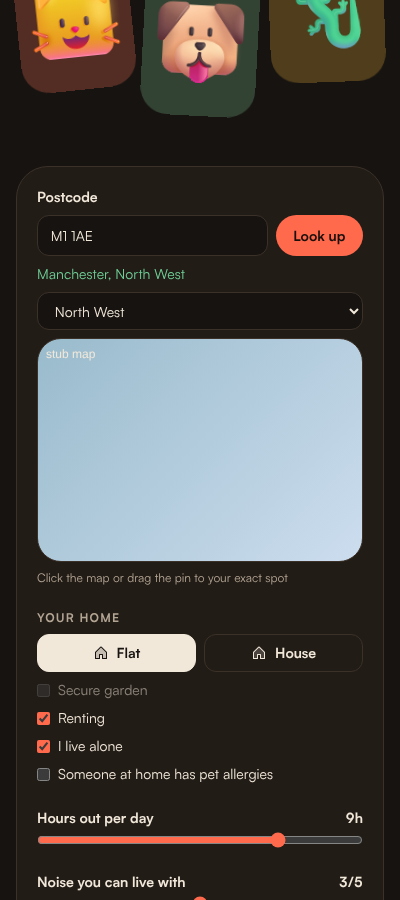 Postcode
M1 1AE
Look up
Manchester, North West
North West
stub map
Click the map or drag the pin to your exact spot
YOUR HOME
Flat
House
Secure garden
Renting
I live alone
Someone at home has pet allergies
Hours out per day 9h
Noise you can live with 3/5